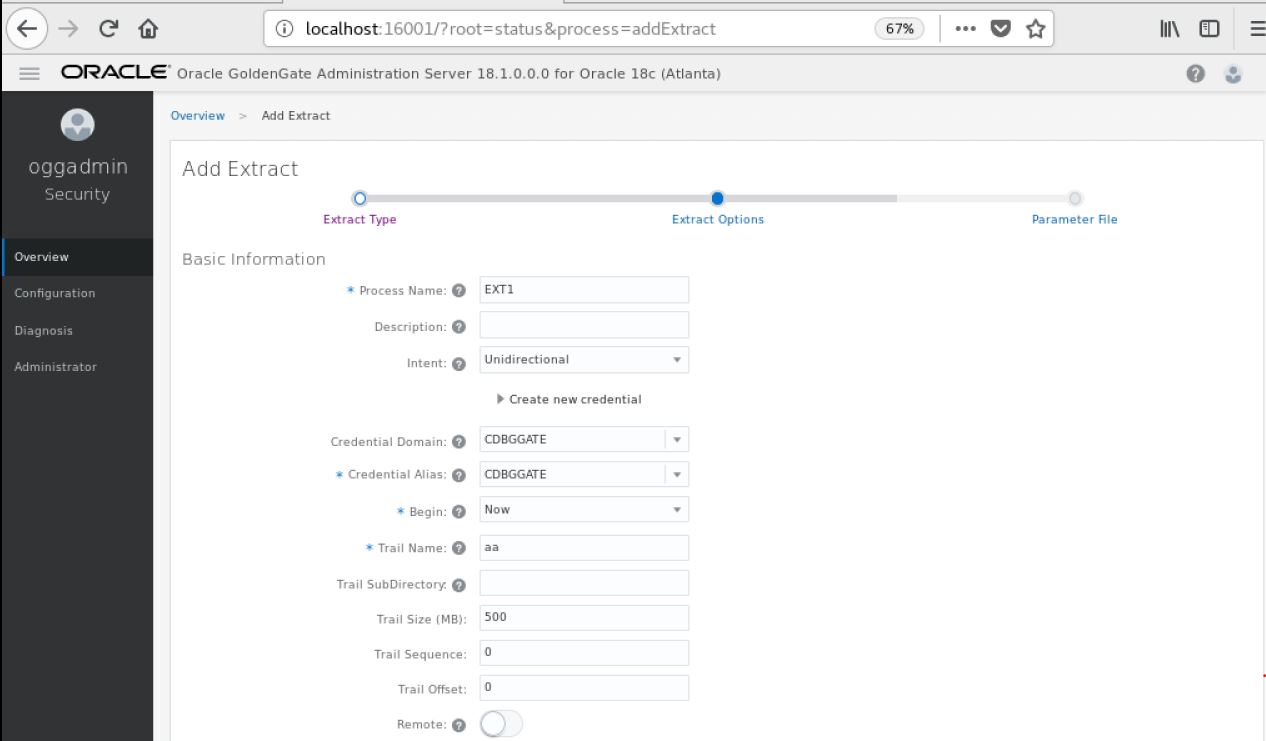 localhost:16001/?root=status&process=addExtract 67%
ORACLE Oracle GoldenGate Administration Server 18.1.0.0.0 for Oracle 18c (Atlanta)
oggadmin
Security
Overview
Configuration
Diagnosis
Administrator
Overview > Add Extract
Add Extract
Extract Type Extract Options Parameter File
Basic Information
* Process Name: ? EXT1
Description: ?
Intent: ? Unidirectional
Create new credential
Credential Domain: ? CDBGGATE
* Credential Alias: ? CDBGGATE
* Begin: ? Now
* Trail Name: ? aa
Trail SubDirectory: ?
Trail Size (MB): 500
Trail Sequence: 0
Trail Offset: 0
Remote: ?